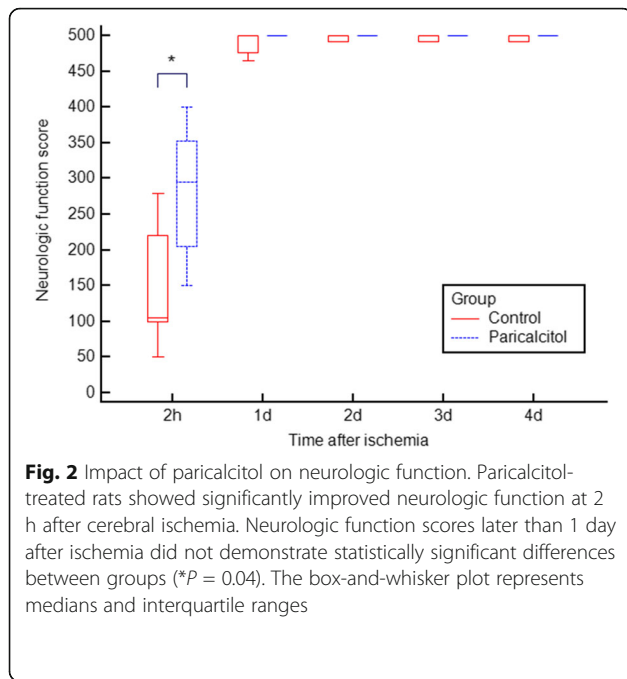 500
450
400
350
300
250
200
150
100
50
0
Neurologic function score
*
Group
Control
Paricalcitol
2h 1d 2d 3d 4d
Time after ischemia
Fig. 2 Impact of paricalcitol on neurologic function. Paricalcitol-
treated rats showed significantly improved neurologic function at 2
h after cerebral ischemia. Neurologic function scores later than 1 day
after ischemia did not demonstrate statistically significant differences
between groups (*P = 0.04). The box-and-whisker plot represents
medians and interquartile ranges